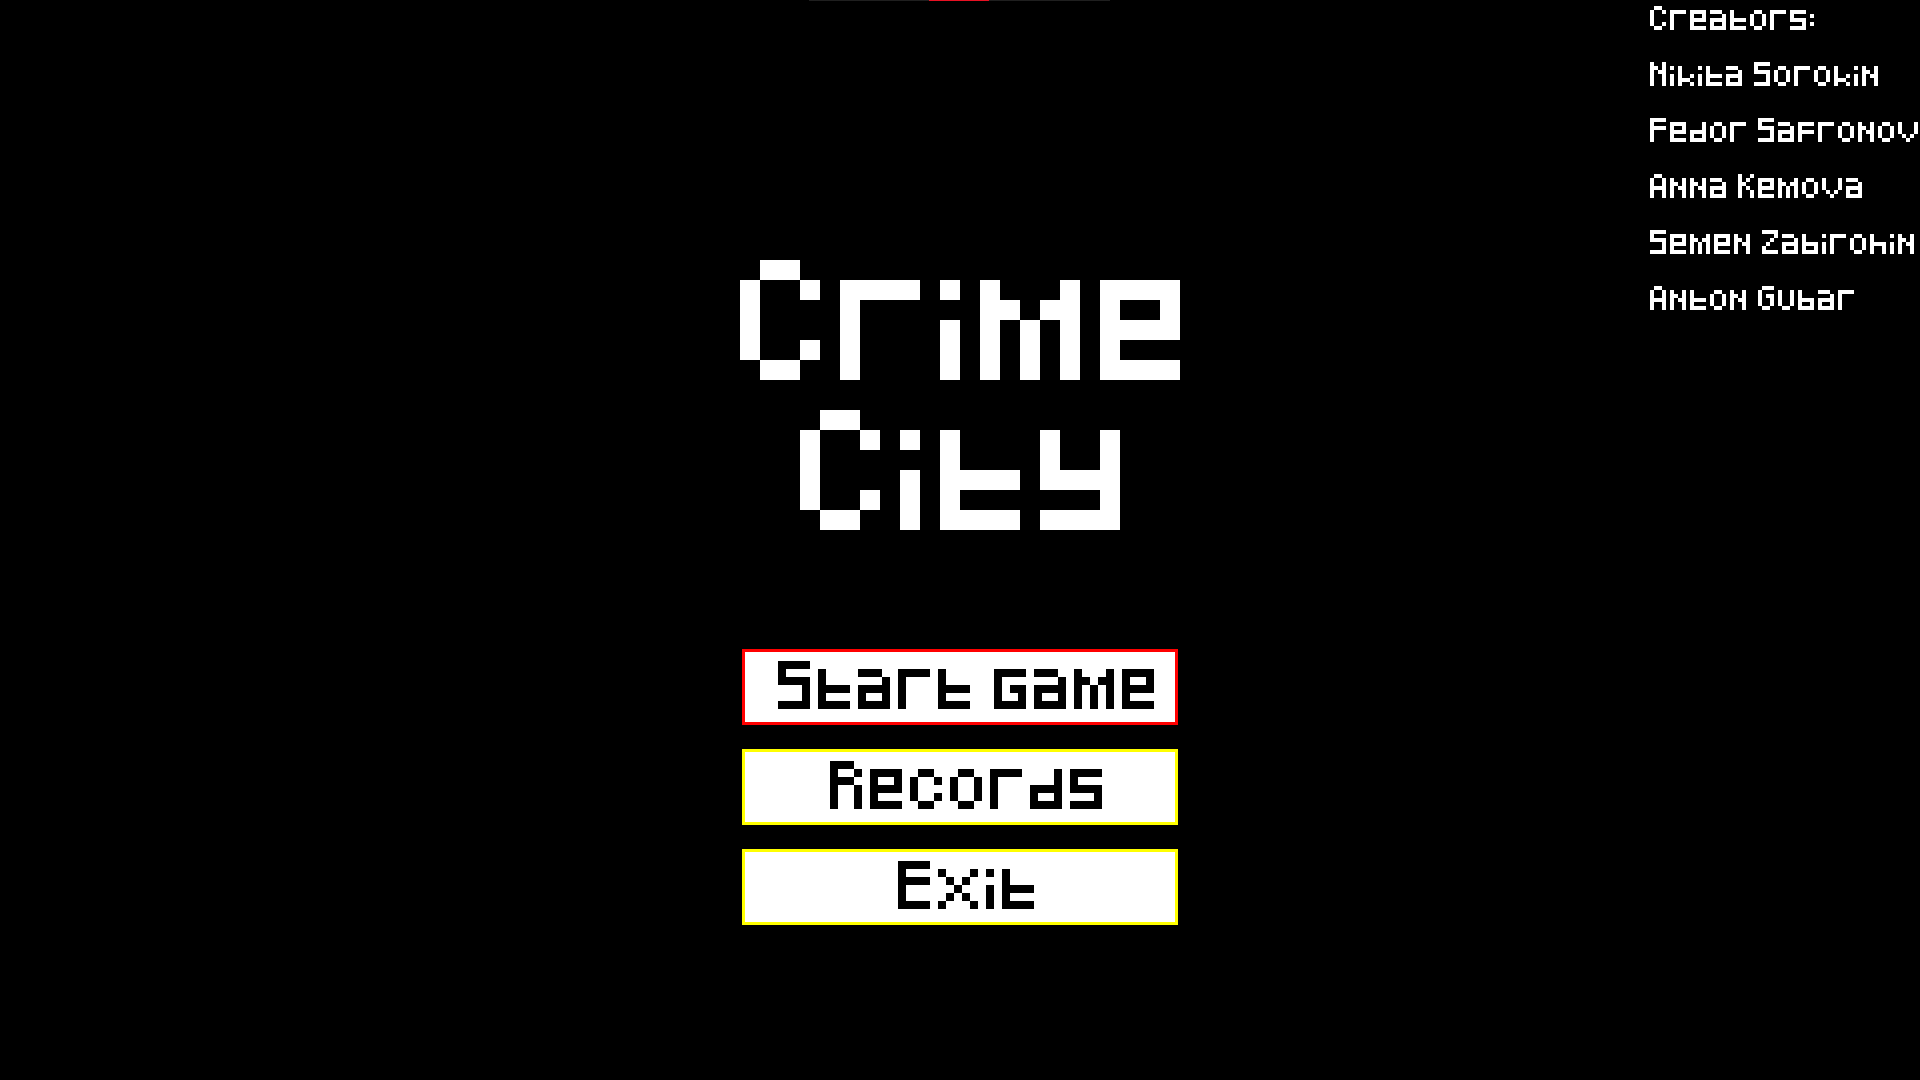 Creators:
Nikita Sorokin
Fedor Safronov
Anna Kemova
Semen Zabirohin
Anton Gubar
Crime
City
Start game
Records
Exit